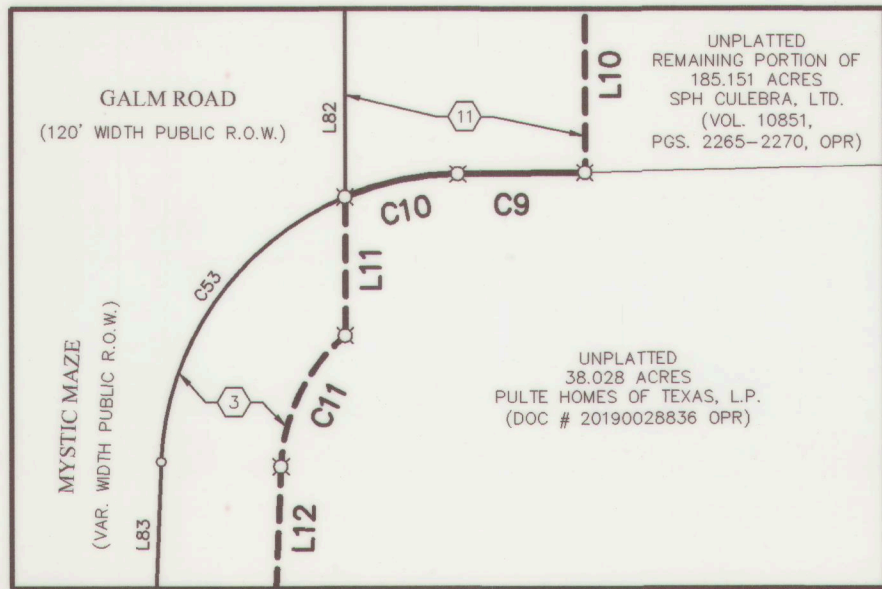 GALM ROAD
(120' WIDTH PUBLIC R.O.W.)
L82
11
L10
UNPLATTED
REMAINING PORTION OF
185.151 ACRES
SPH CULEBRA, LTD.
(VOL. 10851,
PGS. 2265-2270, OPR)
C10
C9
C53
L11
MYSTIC MAZE
(VAR. WIDTH PUBLIC R.O.W.)
3
C11
UNPLATTED
38.028 ACRES
PULTE HOMES OF TEXAS, L.P.
(DOC # 20190028836 OPR)
L83
L12